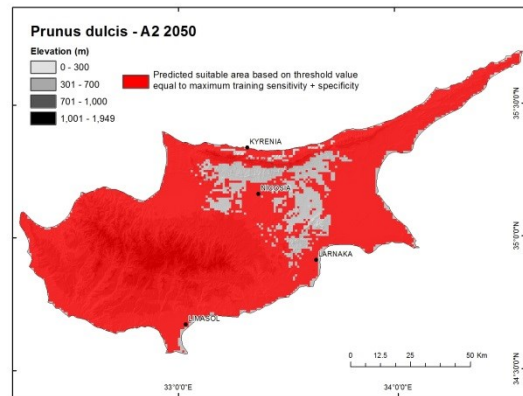 Prunus dulcis - A2 2050
Elevation (m)
0 - 300
301 - 700
701 - 1,000
1,001 - 1,949
Predicted suitable area based on threshold value
equal to maximum training sensitivity + specificity
KYRENIA
NICOSIA
LARNAKA
LIMASOL
35°30'N
35°0'0"N
34°30'0"N
0 12.5 25 50 Km
33°0'0"E
34°0'0"E